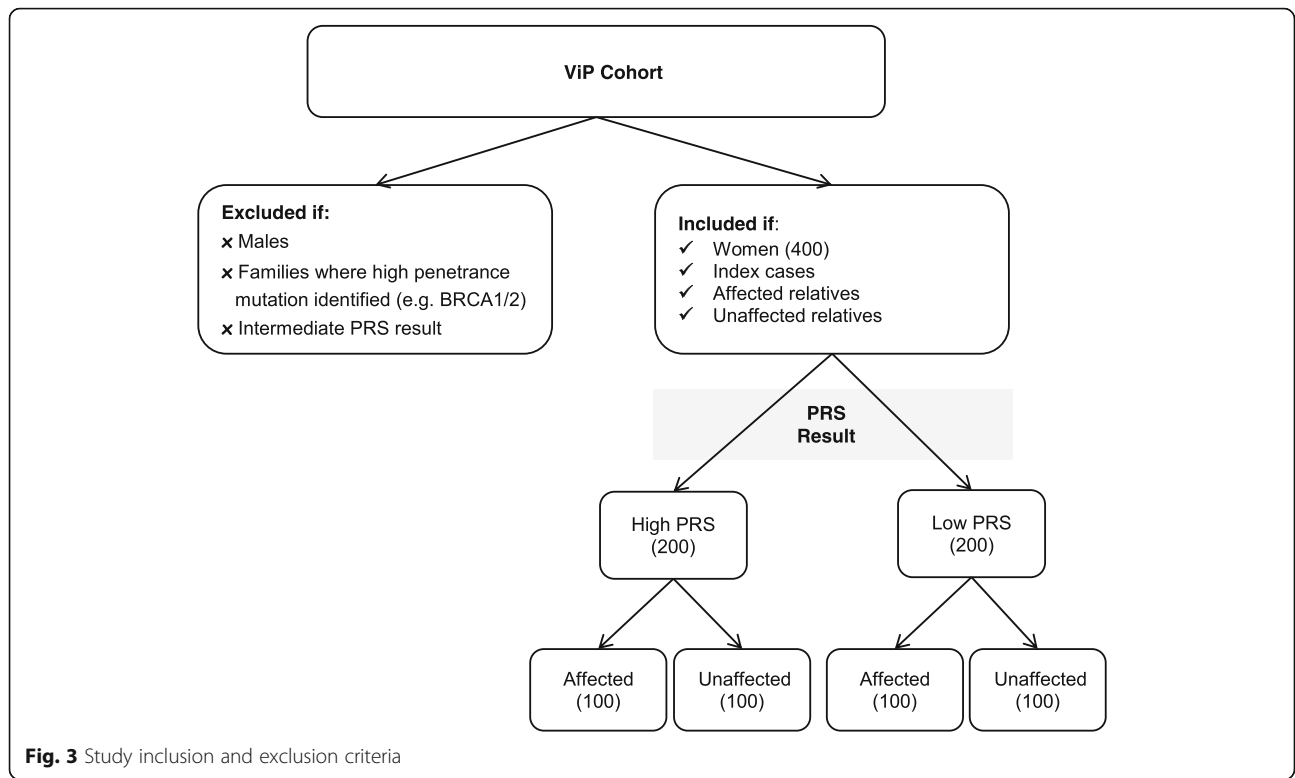 ViP Cohort
Excluded if:
✗ Males
✗ Families where high penetrance
mutation identified (e.g. BRCA1/2)
✗ Intermediate PRS result
Included if:
✓ Women (400)
✓ Index cases
✓ Affected relatives
✓ Unaffected relatives
PRS
Result
High PRS
(200)
Low PRS
(200)
Affected
(100)
Unaffected
(100)
Affected
(100)
Unaffected
(100)
Fig. 3 Study inclusion and exclusion criteria